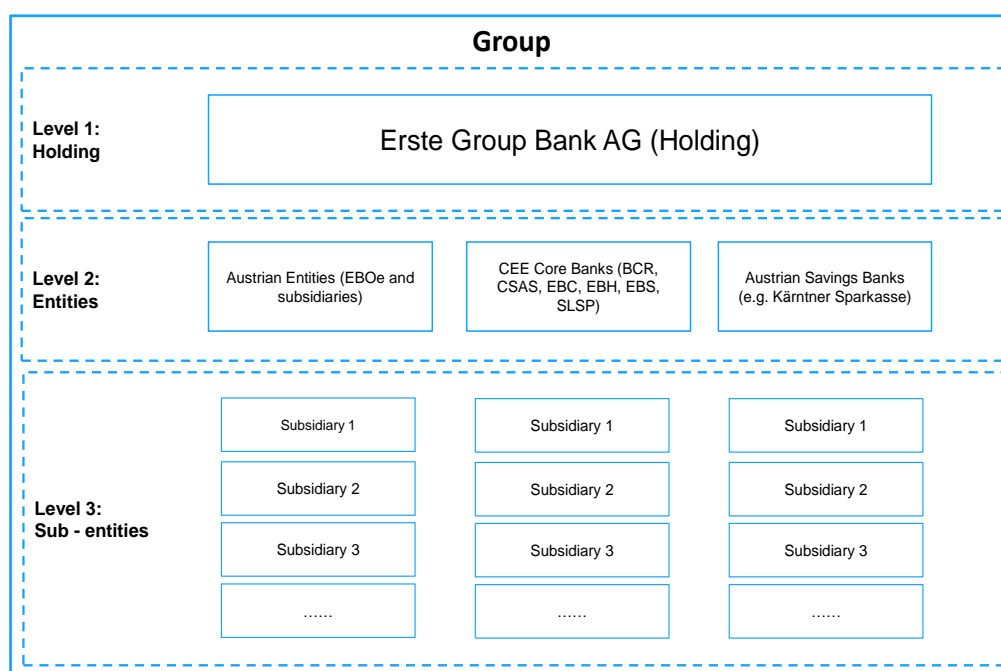 Group
Level 1:
Holding
Erste Group Bank AG (Holding)
Level 2:
Entities
Austrian Entities (EBOe and
subsidiaries)
CEE Core Banks (BCR,
CSAS, EBC, EBH, EBS,
SLSP)
Austrian Savings Banks
(e.g. Kärntner Sparkasse)
Level 3:
Sub - entities
Subsidiary 1
Subsidiary 2
Subsidiary 3
......
Subsidiary 1
Subsidiary 2
Subsidiary 3
......
Subsidiary 1
Subsidiary 2
Subsidiary 3
......